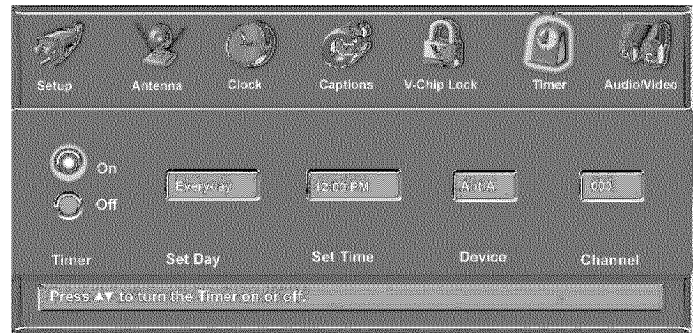 Setup Antenna Clock Captions V-Chip Lock Timer Audio/Video
On
Everyday 12:00 PM Ant A
Off
Timer Set Day Set Time Device Channel
Press ▲▼ to turn the Timer on or off.